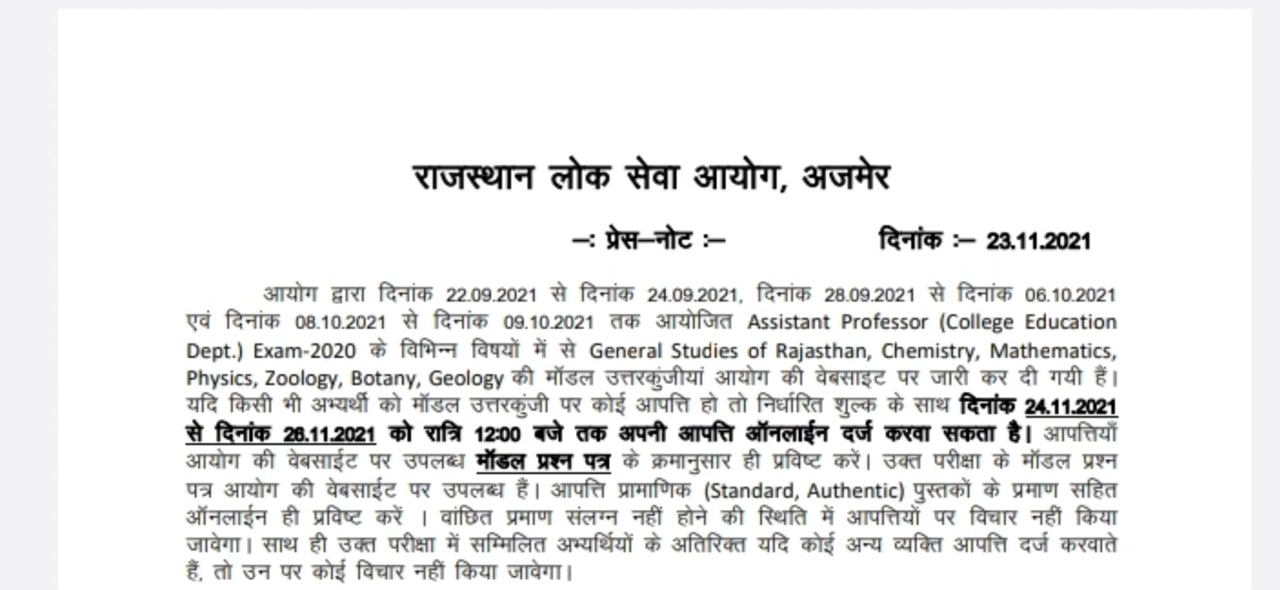 राजस्थान लोक सेवा आयोग, अजमेर
–: प्रेस–नोट :– दिनांक :– 23.11.2021
आयोग द्वारा दिनांक 22.09.2021 से दिनांक 24.09.2021, दिनांक 28.09.2021 से दिनांक 06.10.2021
एवं दिनांक 08.10.2021 से दिनांक 09.10.2021 तक आयोजित Assistant Professor (College Education
Dept.) Exam-2020 के विभिन्न विषयों में से General Studies of Rajasthan, Chemistry, Mathematics,
Physics, Zoology, Botany, Geology की मॉडल उत्तरकुंजीयां आयोग की वेबसाइट पर जारी कर दी गयी हैं।
यदि किसी भी अभ्यर्थी को मॉडल उत्तरकुंजी पर कोई आपत्ति हो तो निर्धारित शुल्क के साथ दिनांक 24.11.2021
से दिनांक 26.11.2021 को रात्रि 12:00 बजे तक अपनी आपत्ति ऑनलाईन दर्ज करवा सकता है। आपत्तियाँ
आयोग की वेबसाईट पर उपलब्ध मॉडल प्रश्न पत्र के क्रमानुसार ही प्रविष्ट करें। उक्त परीक्षा के मॉडल प्रश्न
पत्र आयोग की वेबसाईट पर उपलब्ध हैं। आपत्ति प्रामाणिक (Standard, Authentic) पुस्तकों के प्रमाण सहित
ऑनलाईन ही प्रविष्ट करें । वांछित प्रमाण संलग्न नहीं होने की स्थिति में आपत्तियों पर विचार नहीं किया
जावेगा। साथ ही उक्त परीक्षा में सम्मिलित अभ्यर्थियों के अतिरिक्त यदि कोई अन्य व्यक्ति आपत्ति दर्ज करवाते
हैं, तो उन पर कोई विचार नहीं किया जावेगा।